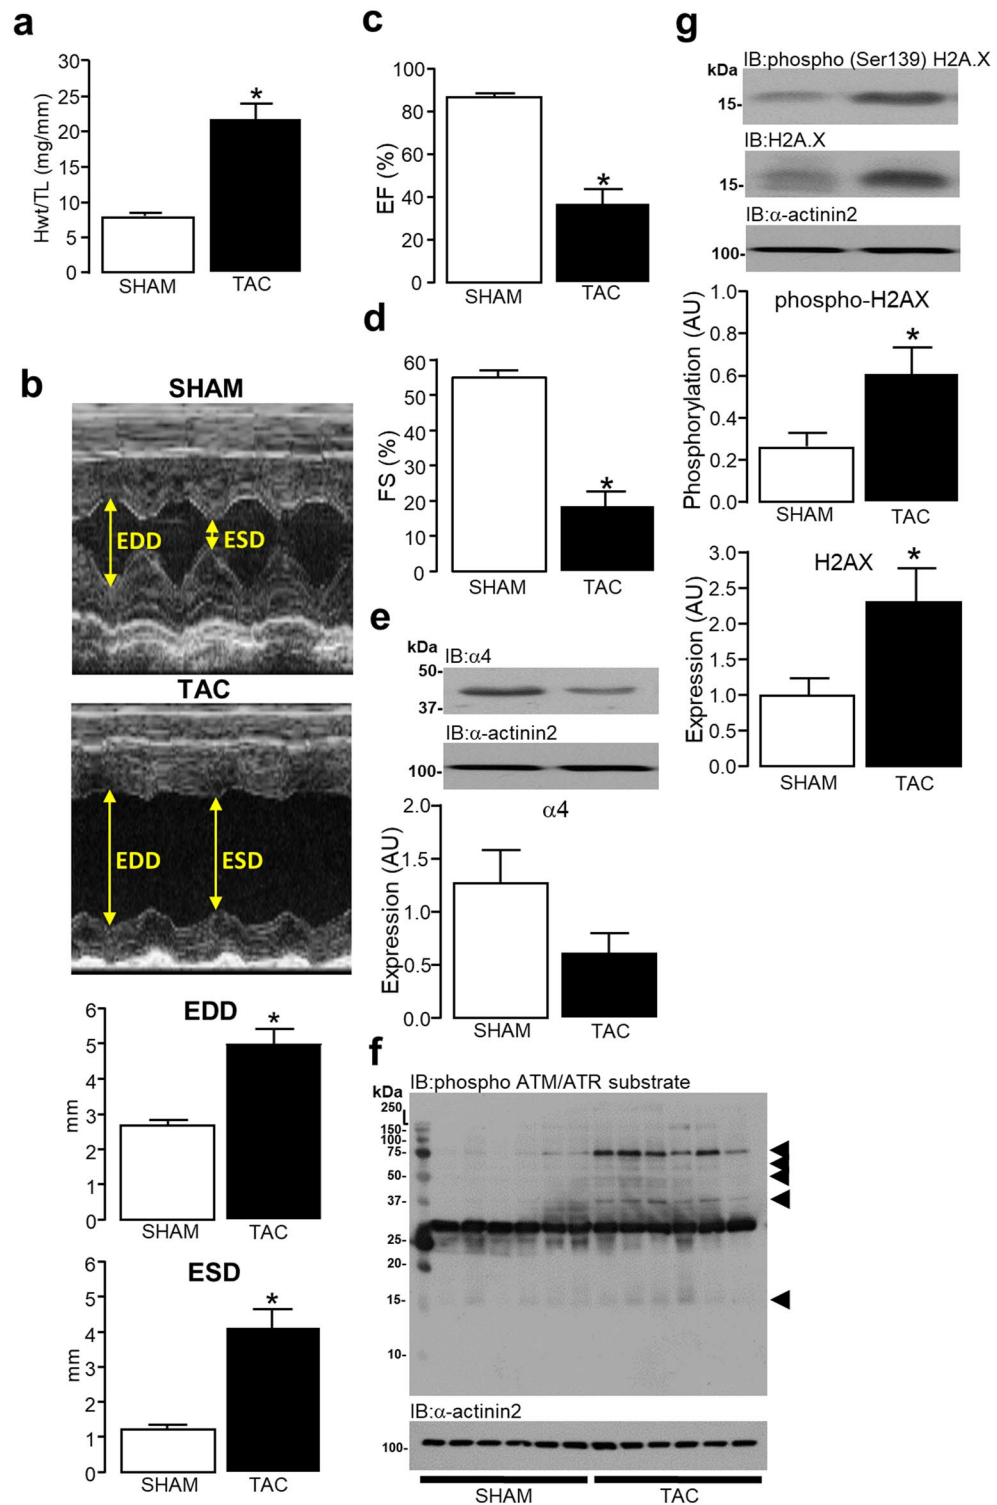 a
30
25
20
15
10
5
0
Hwt/TL (mg/mm)
*
SHAM
TAC
b
SHAM
EDD
ESD
TAC
EDD
ESD
EDD
6
5
4
3
2
1
0
mm
*
SHAM
TAC
ESD
6
5
4
3
2
1
0
mm
*
SHAM
TAC
c
100
80
60
40
20
0
EF (%)
*
SHAM
TAC
d
60
50
40
30
20
10
0
FS (%)
*
SHAM
TAC
e
kDa
IB:α4
50-
37-
IB:α-actinin2
100-
α4
2.0
1.5
1.0
0.5
0.0
Expression (AU)
SHAM
TAC
f
IB:phospho ATM/ATR substrate
kDa
250
150-
100-
75-
50-
37-
25-
20-
15-
10-
IB:α-actinin2
100-
SHAM
TAC
g
IB:phospho (Ser139) H2A.X
kDa
15-
IB:H2A.X
15-
IB:α-actinin2
100-
phospho-H2AX
1.0
0.8
0.6
0.4
0.2
0.0
Phosphorylation (AU)
*
SHAM
TAC
H2AX
3.0
2.5
2.0
1.5
1.0
0.5
0.0
Expression (AU)
*
SHAM
TAC